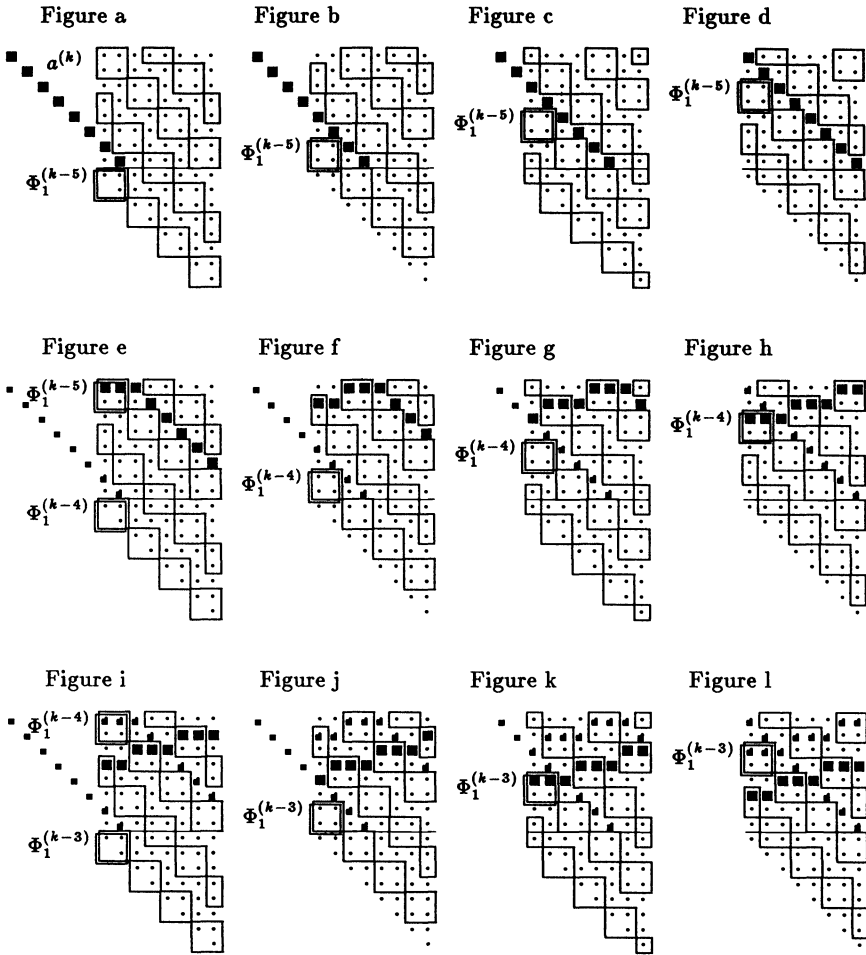 Figure a Figure b Figure c Figure d
a^{(k)}
Φ_1^{(k-5)} Φ_1^{(k-5)} Φ_1^{(k-5)} Φ_1^{(k-5)}
Figure e Figure f Figure g Figure h
Φ_1^{(k-5)}
Φ_1^{(k-4)} Φ_1^{(k-4)} Φ_1^{(k-4)} Φ_1^{(k-4)}
Figure i Figure j Figure k Figure l
Φ_1^{(k-4)}
Φ_1^{(k-3)} Φ_1^{(k-3)} Φ_1^{(k-3)} Φ_1^{(k-3)}